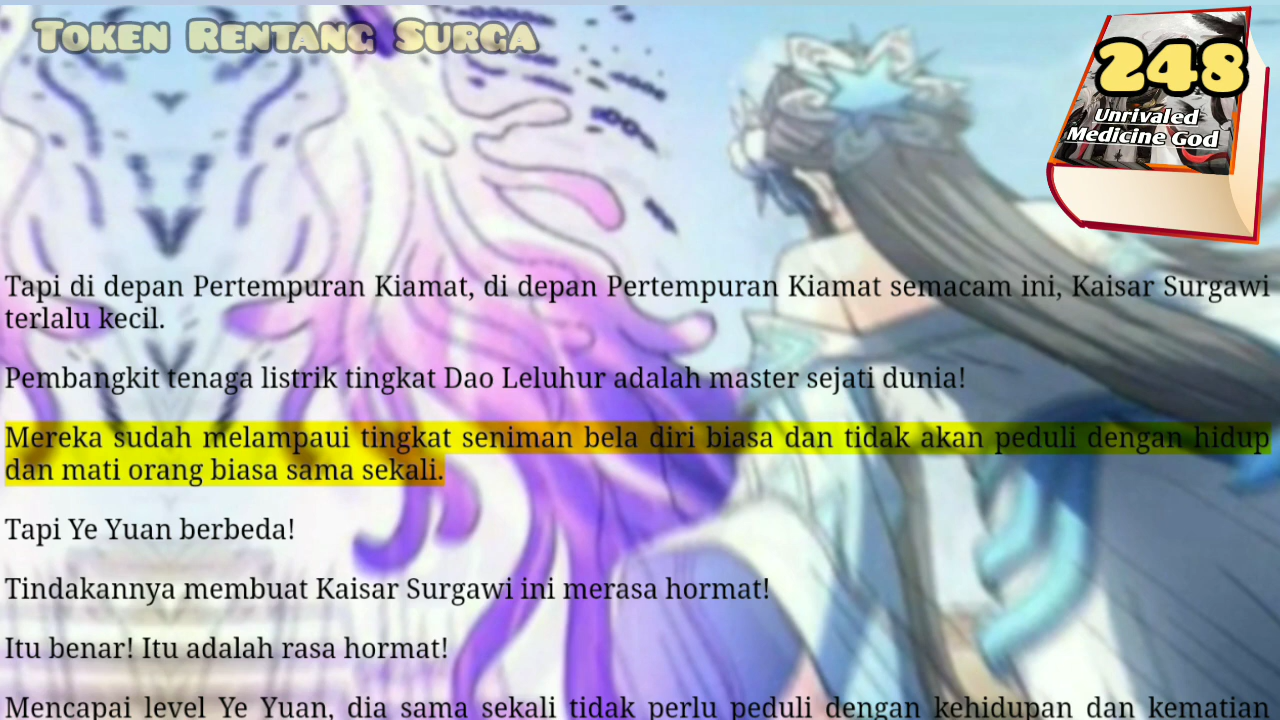 Token Rentang Surga
248
Unrivaled
Medicine God
Tapi di depan Pertempuran Kiamat, di depan Pertempuran Kiamat semacam ini, Kaisar Surgawi
terlalu kecil.
Pembangkit tenaga listrik tingkat Dao Leluhur adalah master sejati dunia!
Mereka sudah melampaui tingkat seniman bela diri biasa dan tidak akan peduli dengan hidup
dan mati orang biasa sama sekali.
Tapi Ye Yuan berbeda!
Tindakannya membuat Kaisar Surgawi ini merasa hormat!
Itu benar! Itu adalah rasa hormat!
Mencapai level Ye Yuan, dia sama sekali tidak perlu peduli dengan kehidupan dan kematian